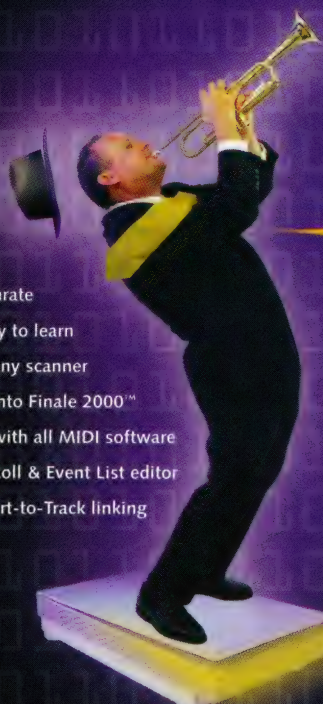 urate
y to learn
ny scanner
nto Finale 2000™
with all MIDI software
oll & Event List editor
rt-to-Track linking